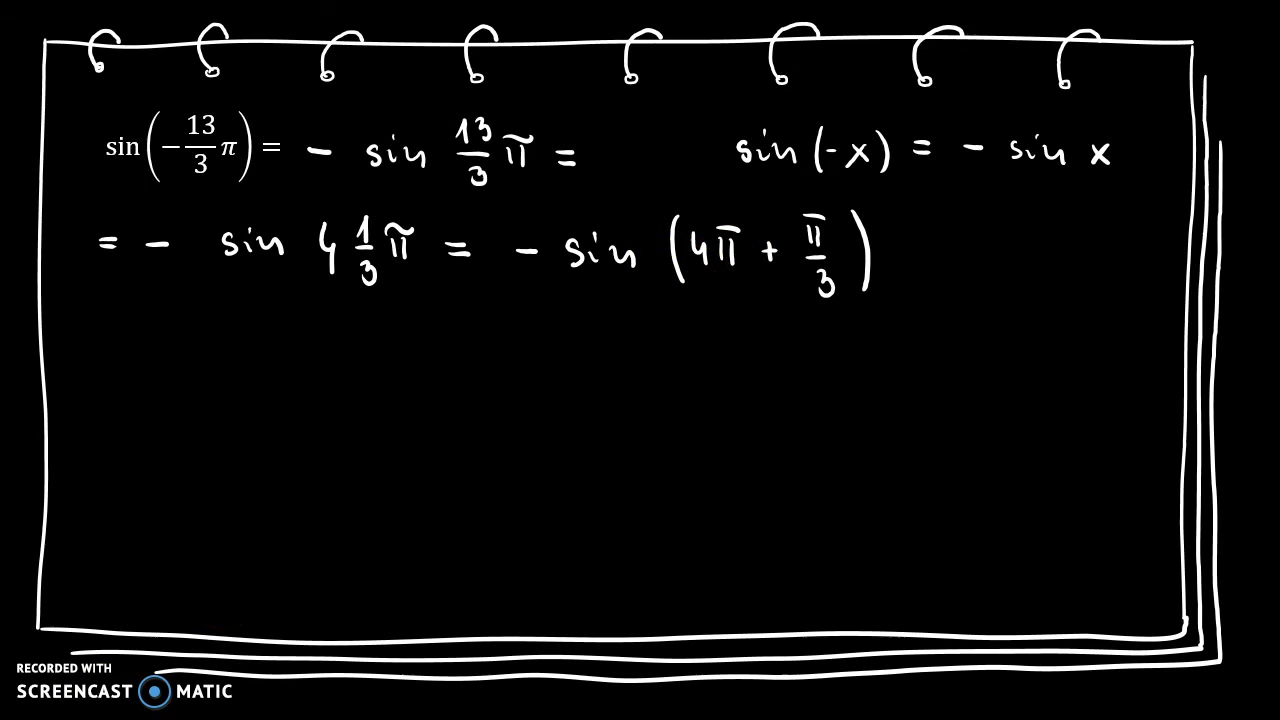 sin(−13/3 π) = − sin 13/3 π =   sin(-x) = − sin x
= − sin 4 1/3 π = − sin (4π + π/3)
RECORDED WITH
SCREENCAST MATIC